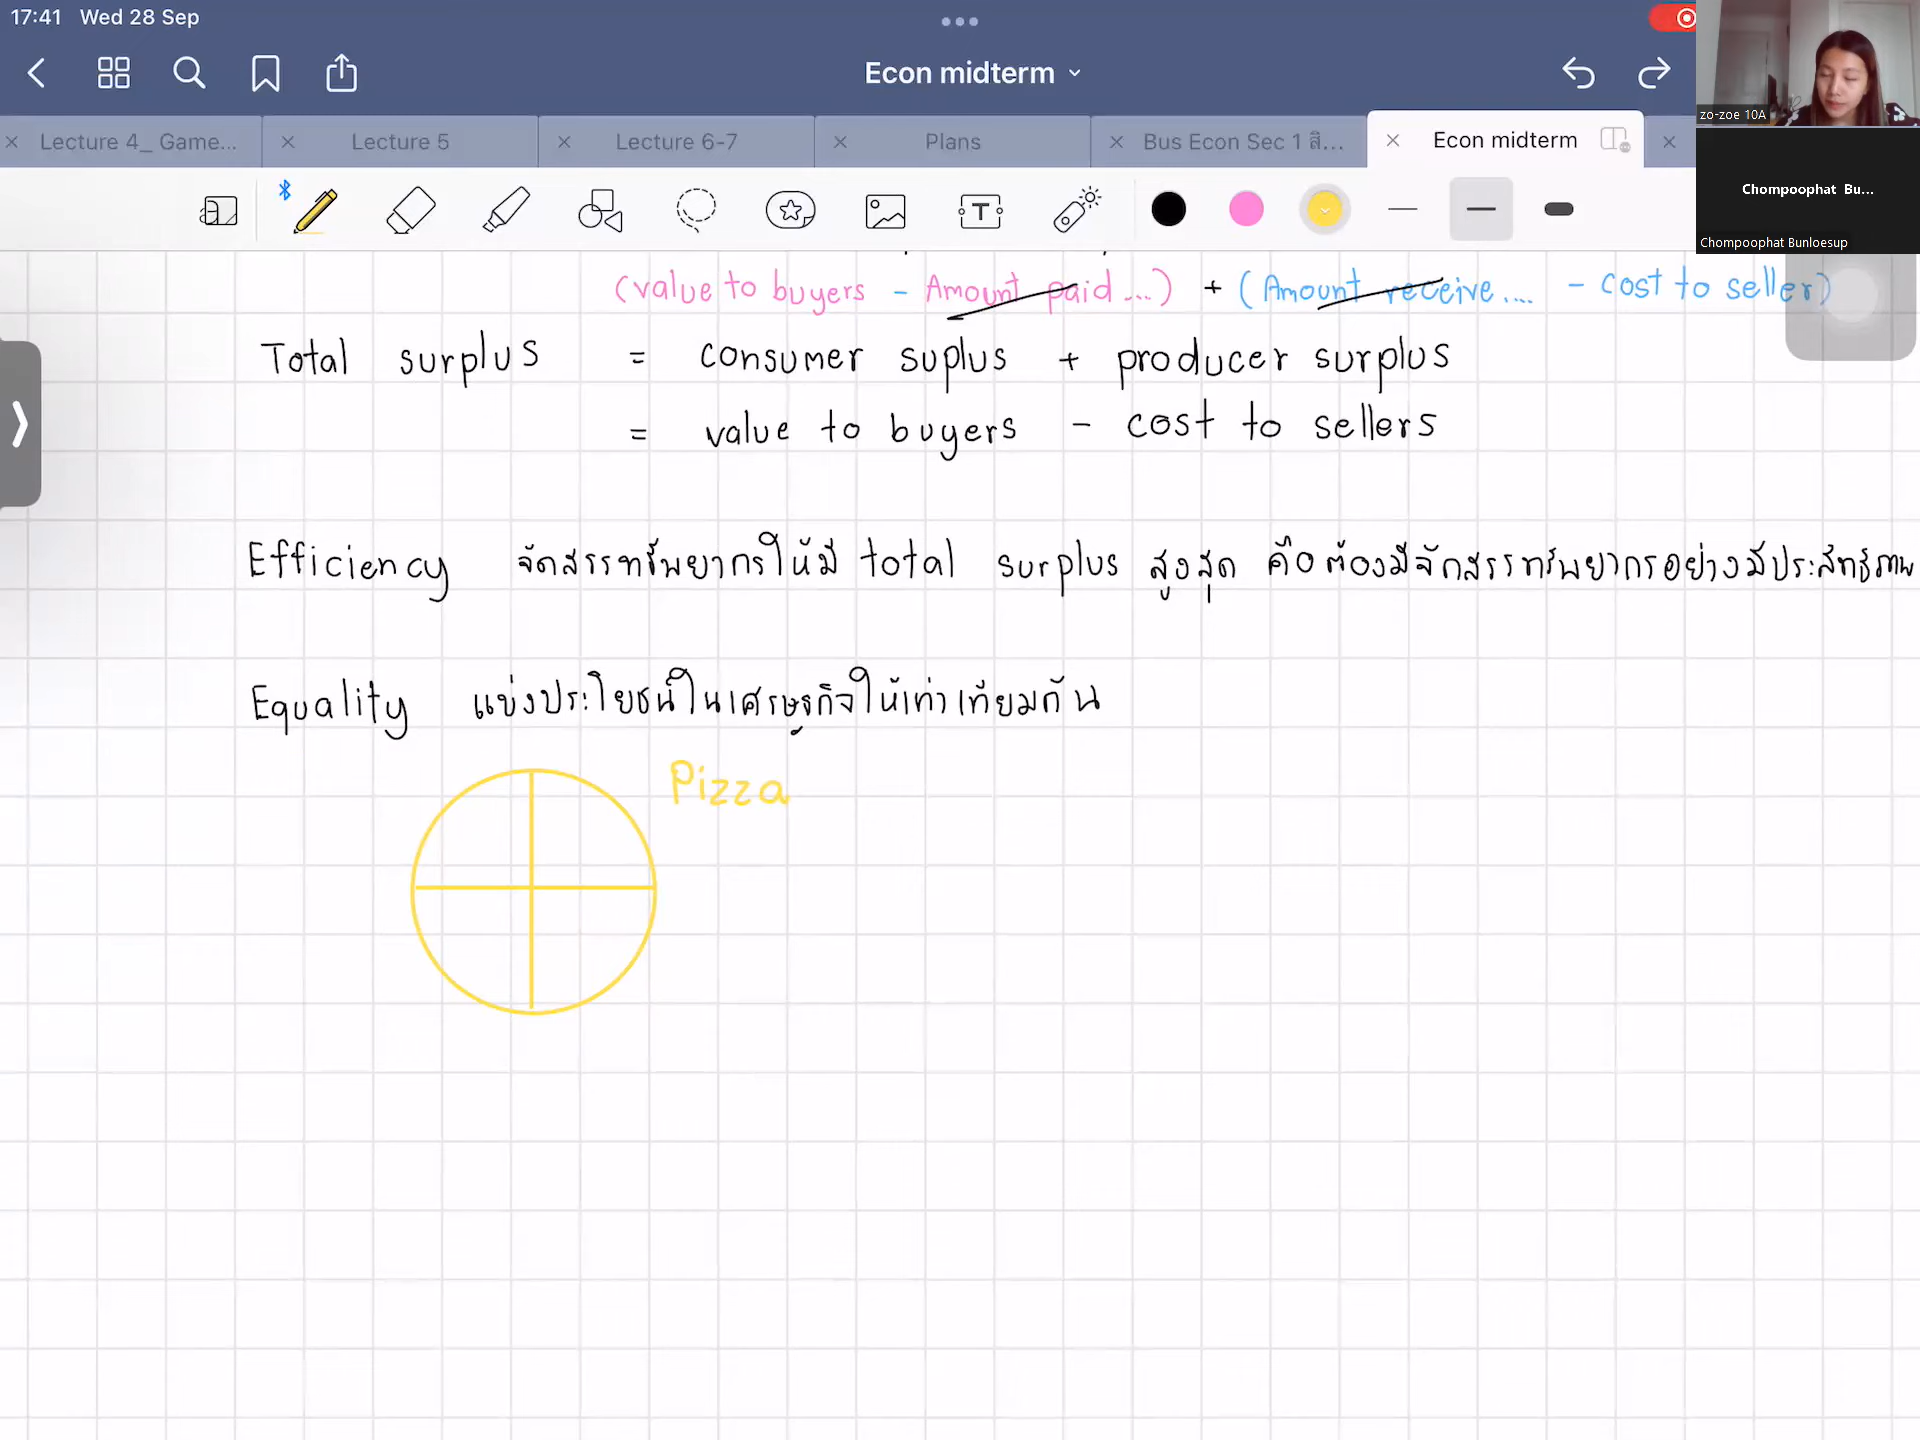 17:41 Wed 28 Sep
Econ midterm
Lecture 4_ Game...
Lecture 5
Lecture 6-7
Plans
Bus Econ Sec 1 สิ...
Econ midterm
zo-zoe 10A
Chompoophat Bu...
Chompoophat Bunloesup
(value to buyers - Amount paid ...) + (Amount receive.... - cost to seller)
Total surplus = consumer suplus + producer surplus
= value to buyers - cost to sellers
Efficiency จัดสรรทรัพยากรให้มี total surplus สูงสุด คือต้องมีจัดสรรทรัพยากรอย่างมีประสิทธิภาพ
Equality แบ่งประโยชน์ในเศรษฐกิจให้เท่าเทียมกัน
Pizza